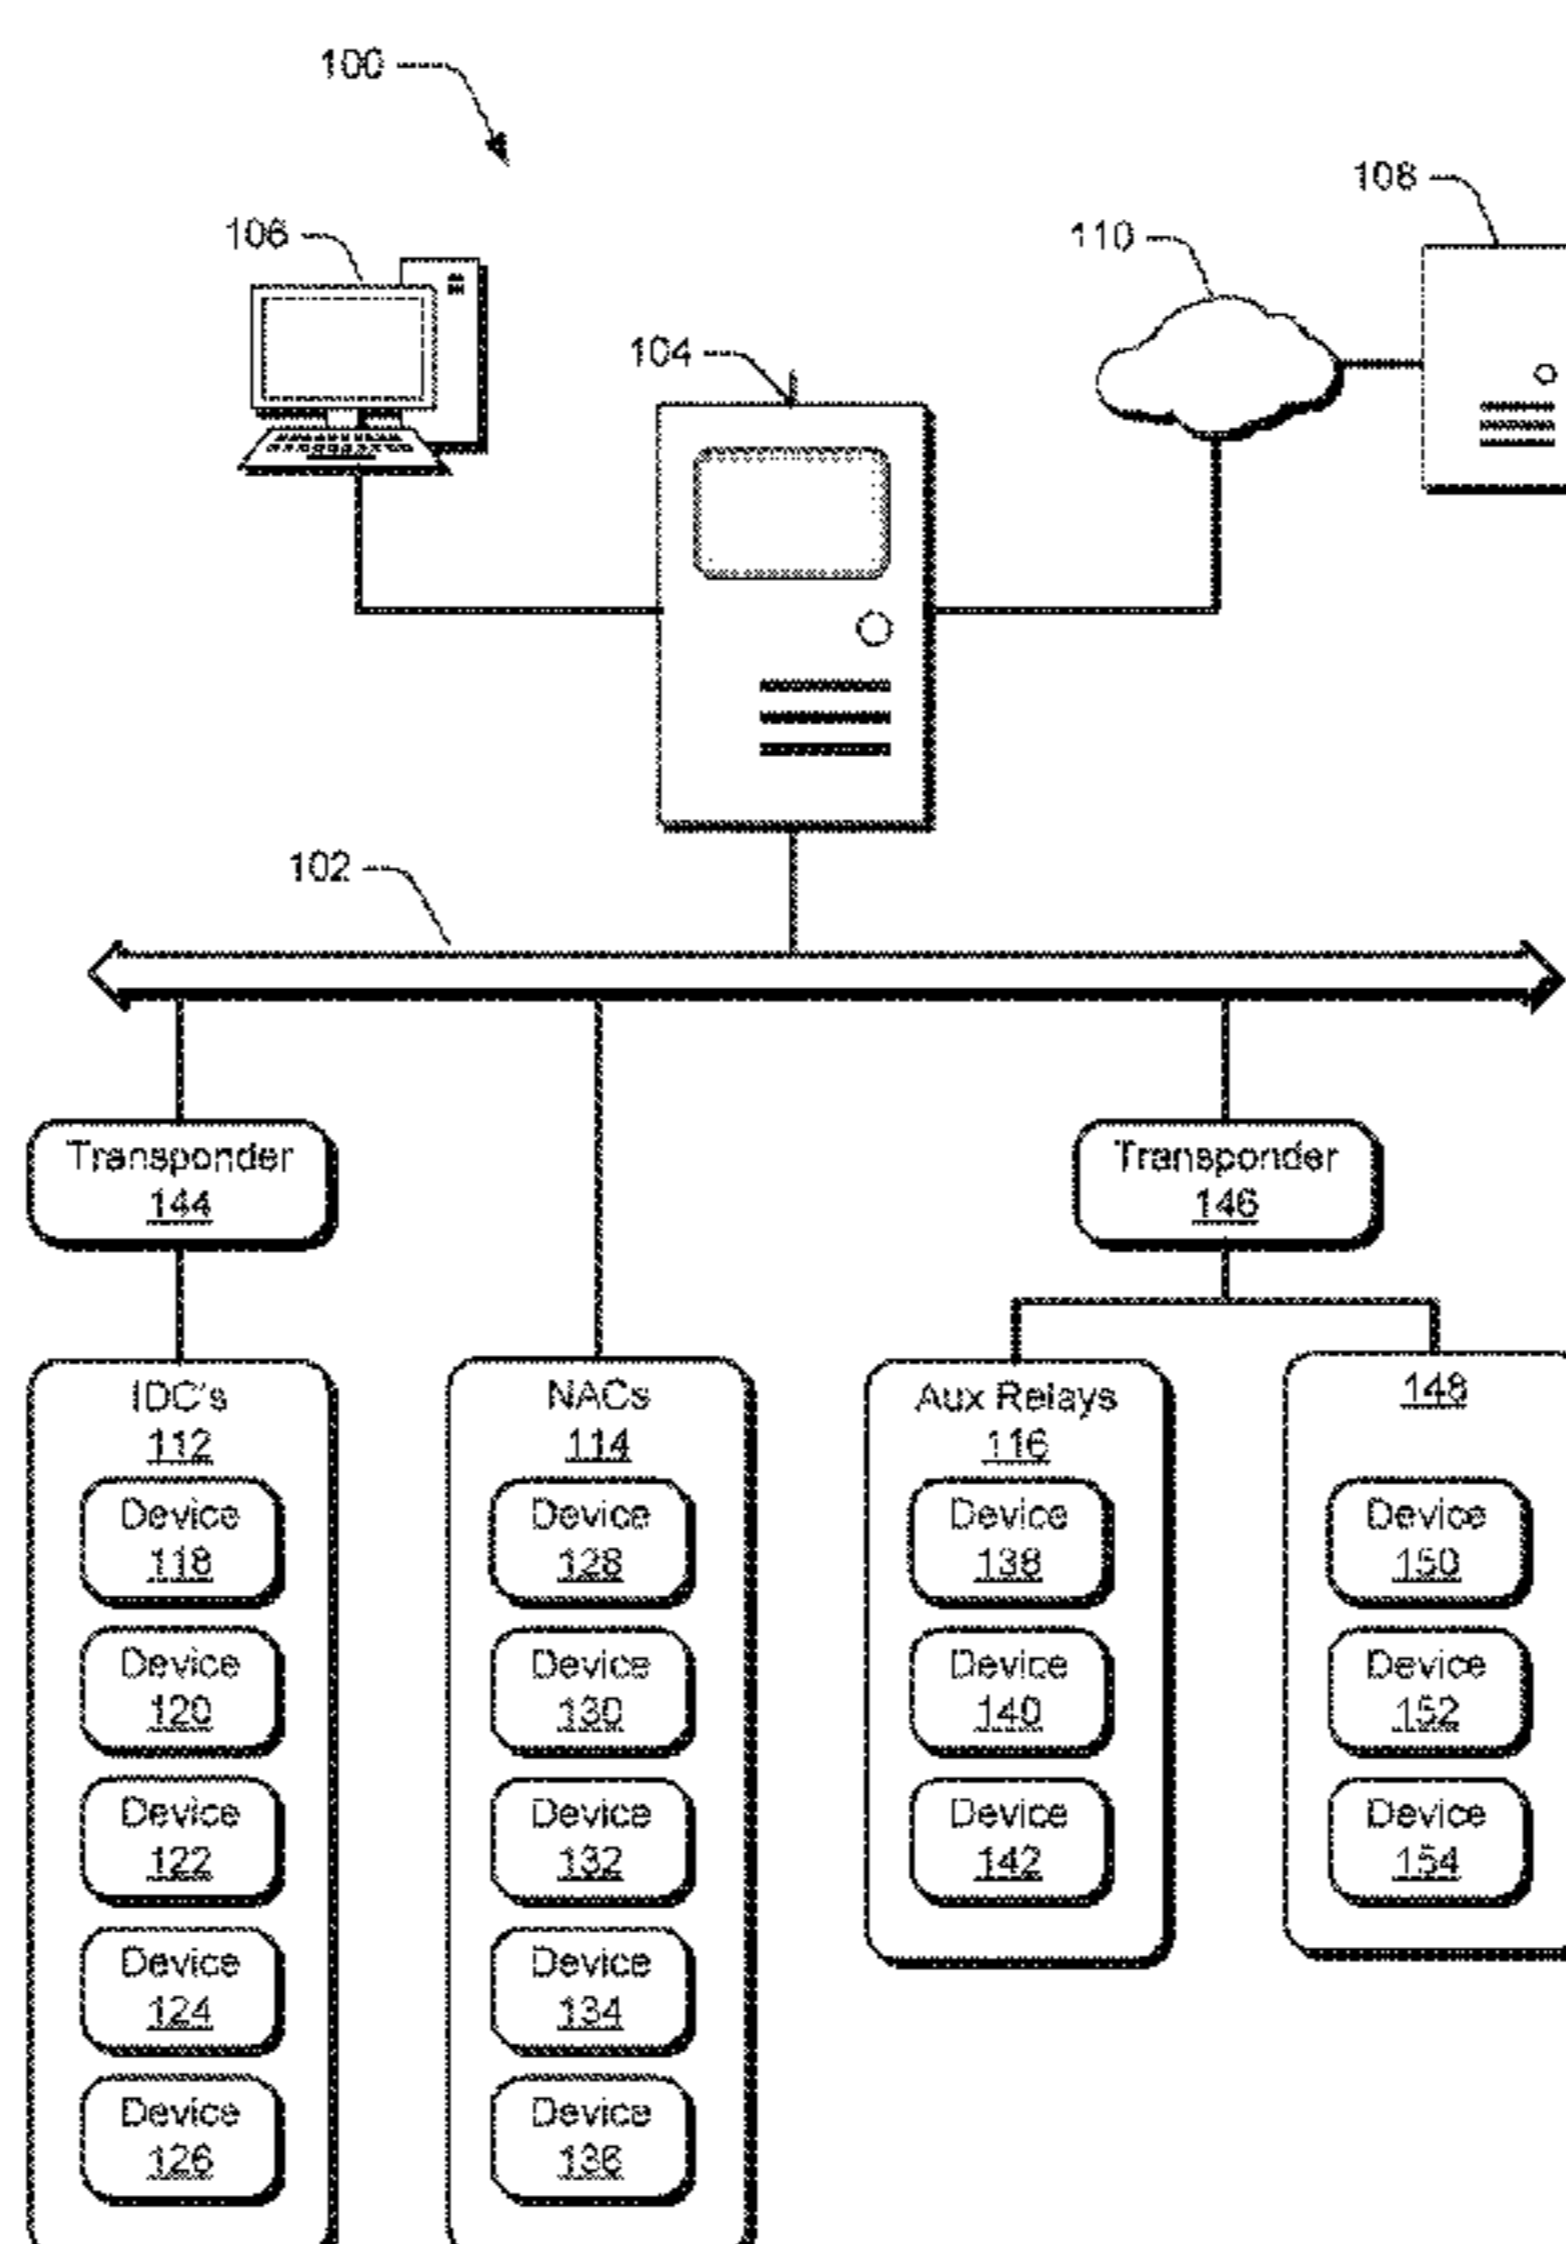 100
108
106
110
104
102
Transponder
144
Transponder
146
IDC's
112
Device
118
Device
120
Device
122
Device
124
Device
126
NACs
114
Device
128
Device
130
Device
132
Device
134
Device
136
Aux Relays
116
Device
138
Device
140
Device
142
148
Device
150
Device
152
Device
154